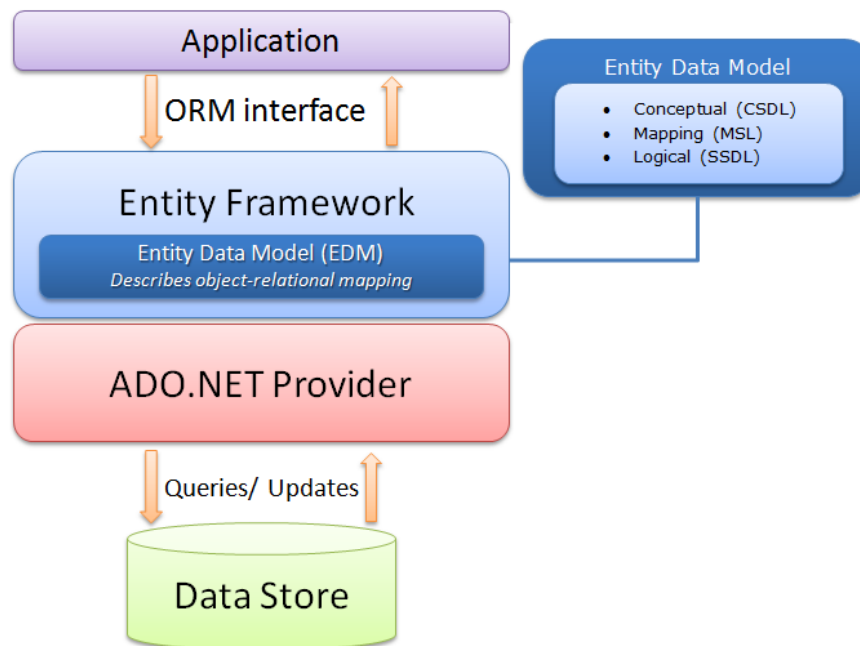 Application
ORM interface
Entity Framework
Entity Data Model (EDM)
Describes object-relational mapping
ADO.NET Provider
Queries/ Updates
Data Store
Entity Data Model
• Conceptual (CSDL)
• Mapping (MSL)
• Logical (SSDL)